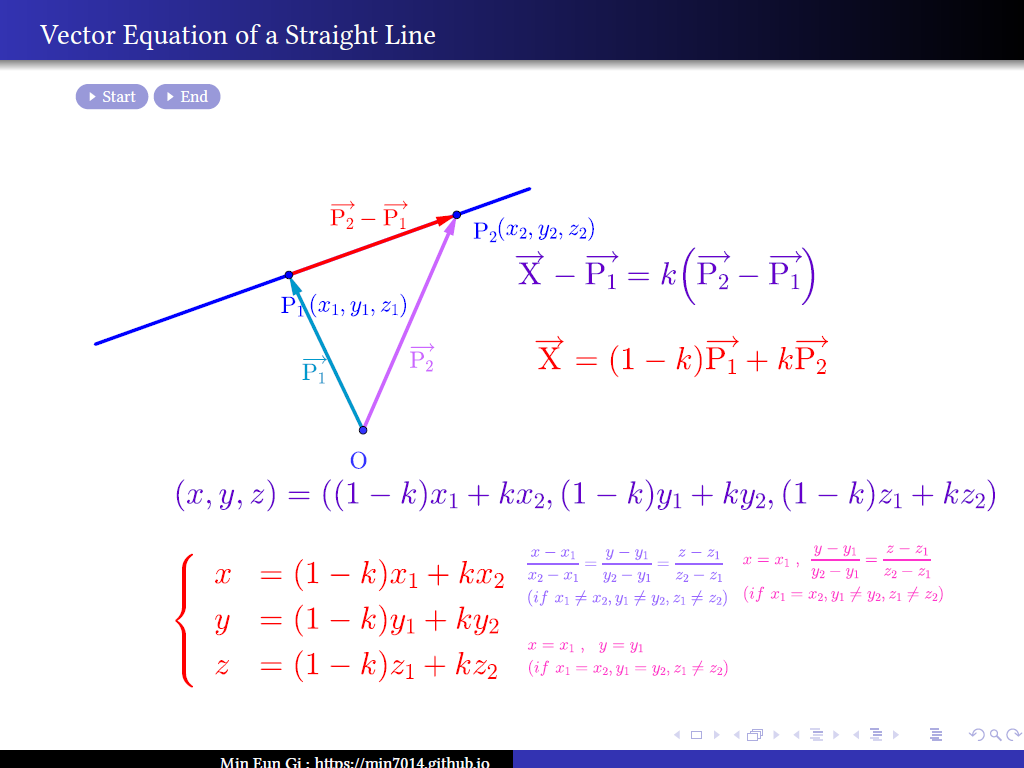 Vector Equation of a Straight Line
Start End
$\overrightarrow{P_2} - \overrightarrow{P_1}$
$P_2(x_2, y_2, z_2)$
$\overrightarrow{X} - \overrightarrow{P_1} = k\left(\overrightarrow{P_2} - \overrightarrow{P_1}\right)$
$P_1(x_1, y_1, z_1)$
$\overrightarrow{X} = (1 - k)\overrightarrow{P_1} + k\overrightarrow{P_2}$
$\overrightarrow{P_1}$ $\overrightarrow{P_2}$
O
$(x, y, z) = ((1 - k)x_1 + kx_2, (1 - k)y_1 + ky_2, (1 - k)z_1 + kz_2)$
$x = (1 - k)x_1 + kx_2$
$y = (1 - k)y_1 + ky_2$
$z = (1 - k)z_1 + kz_2$
$\frac{x - x_1}{x_2 - x_1} = \frac{y - y_1}{y_2 - y_1} = \frac{z - z_1}{z_2 - z_1}$
$(if\ x_1 \neq x_2, y_1 \neq y_2, z_1 \neq z_2)$
$x = x_1\ ,\ \frac{y - y_1}{y_2 - y_1} = \frac{z - z_1}{z_2 - z_1}$
$(if\ x_1 = x_2, y_1 \neq y_2, z_1 \neq z_2)$
$x = x_1\ ,\ y = y_1$
$(if\ x_1 = x_2, y_1 = y_2, z_1 \neq z_2)$
Min Eun Gi : https://min7014.github.io